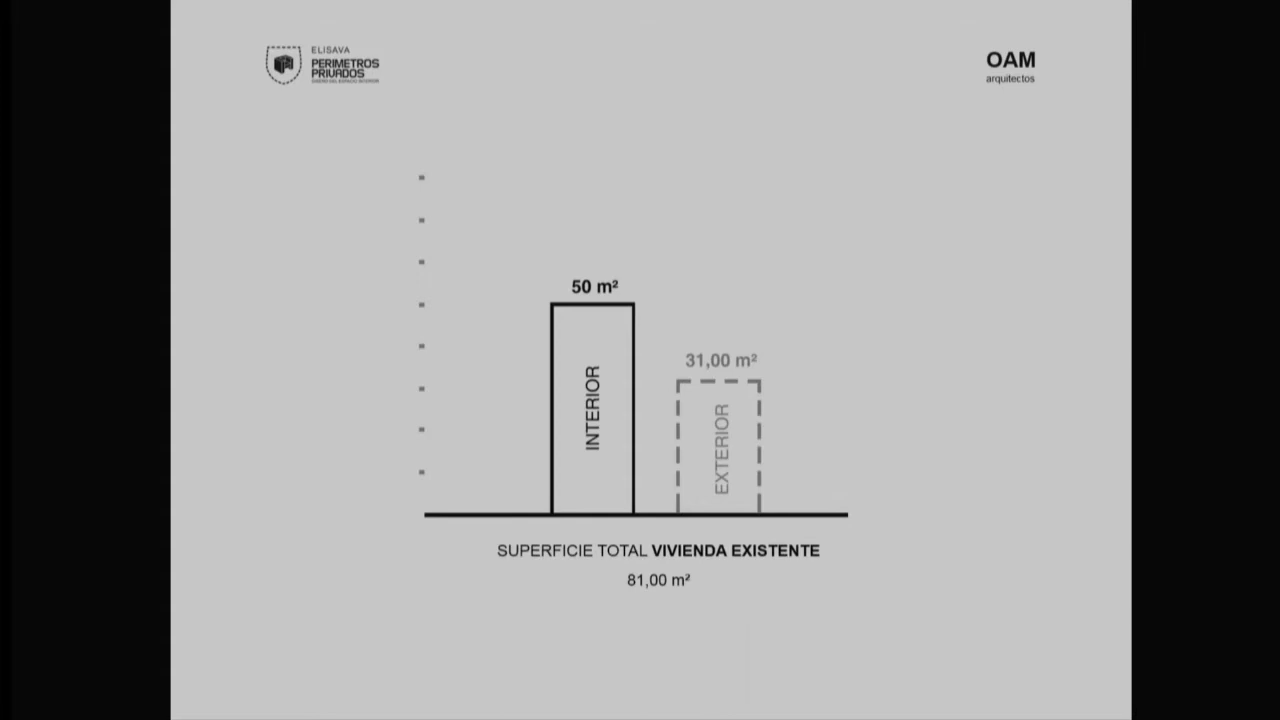 ELISAVA
PERIMETROS
PRIVADOS
OAM
arquitectos
50 m²
31,00 m²
INTERIOR
EXTERIOR
SUPERFICIE TOTAL VIVIENDA EXISTENTE
81,00 m²